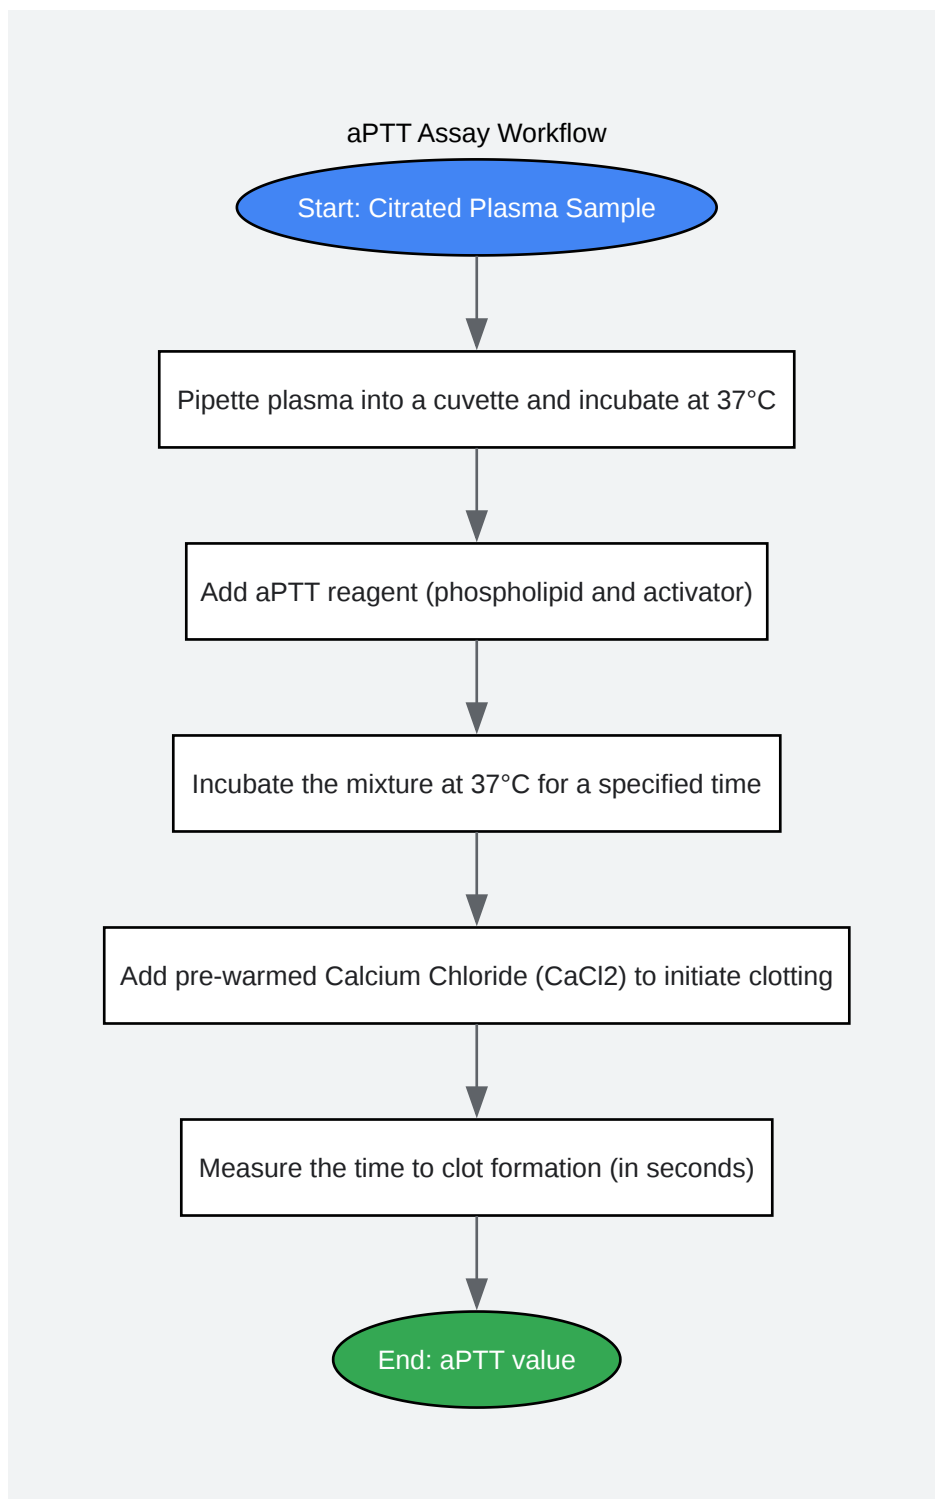 aPTT Assay Workflow
Start: Citrated Plasma Sample
Pipette plasma into a cuvette and incubate at 37°C
Add aPTT reagent (phospholipid and activator)
Incubate the mixture at 37°C for a specified time
Add pre-warmed Calcium Chloride (CaCl2) to initiate clotting
Measure the time to clot formation (in seconds)
End: aPTT value